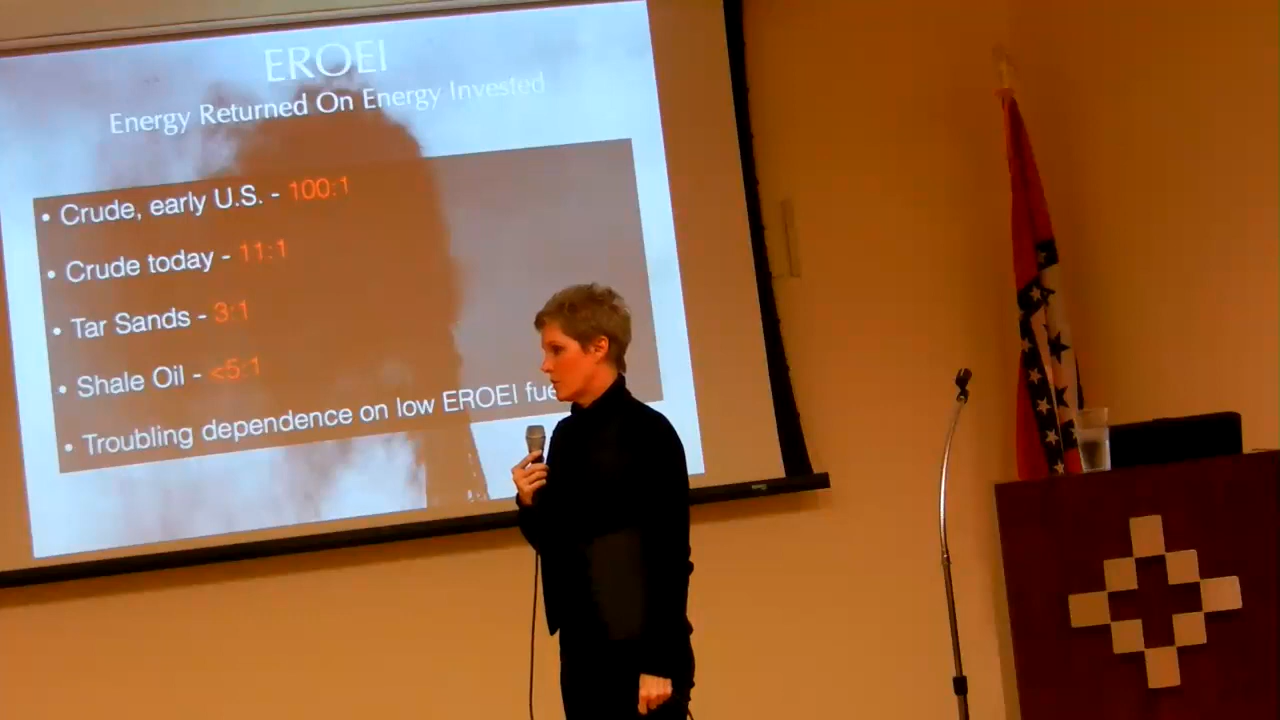 EROEI
Energy Returned On Energy Invested
• Crude, early U.S. - 100:1
• Crude today - 11:1
• Tar Sands - 3:1
• Shale Oil - <5:1
• Troubling dependence on low EROEI